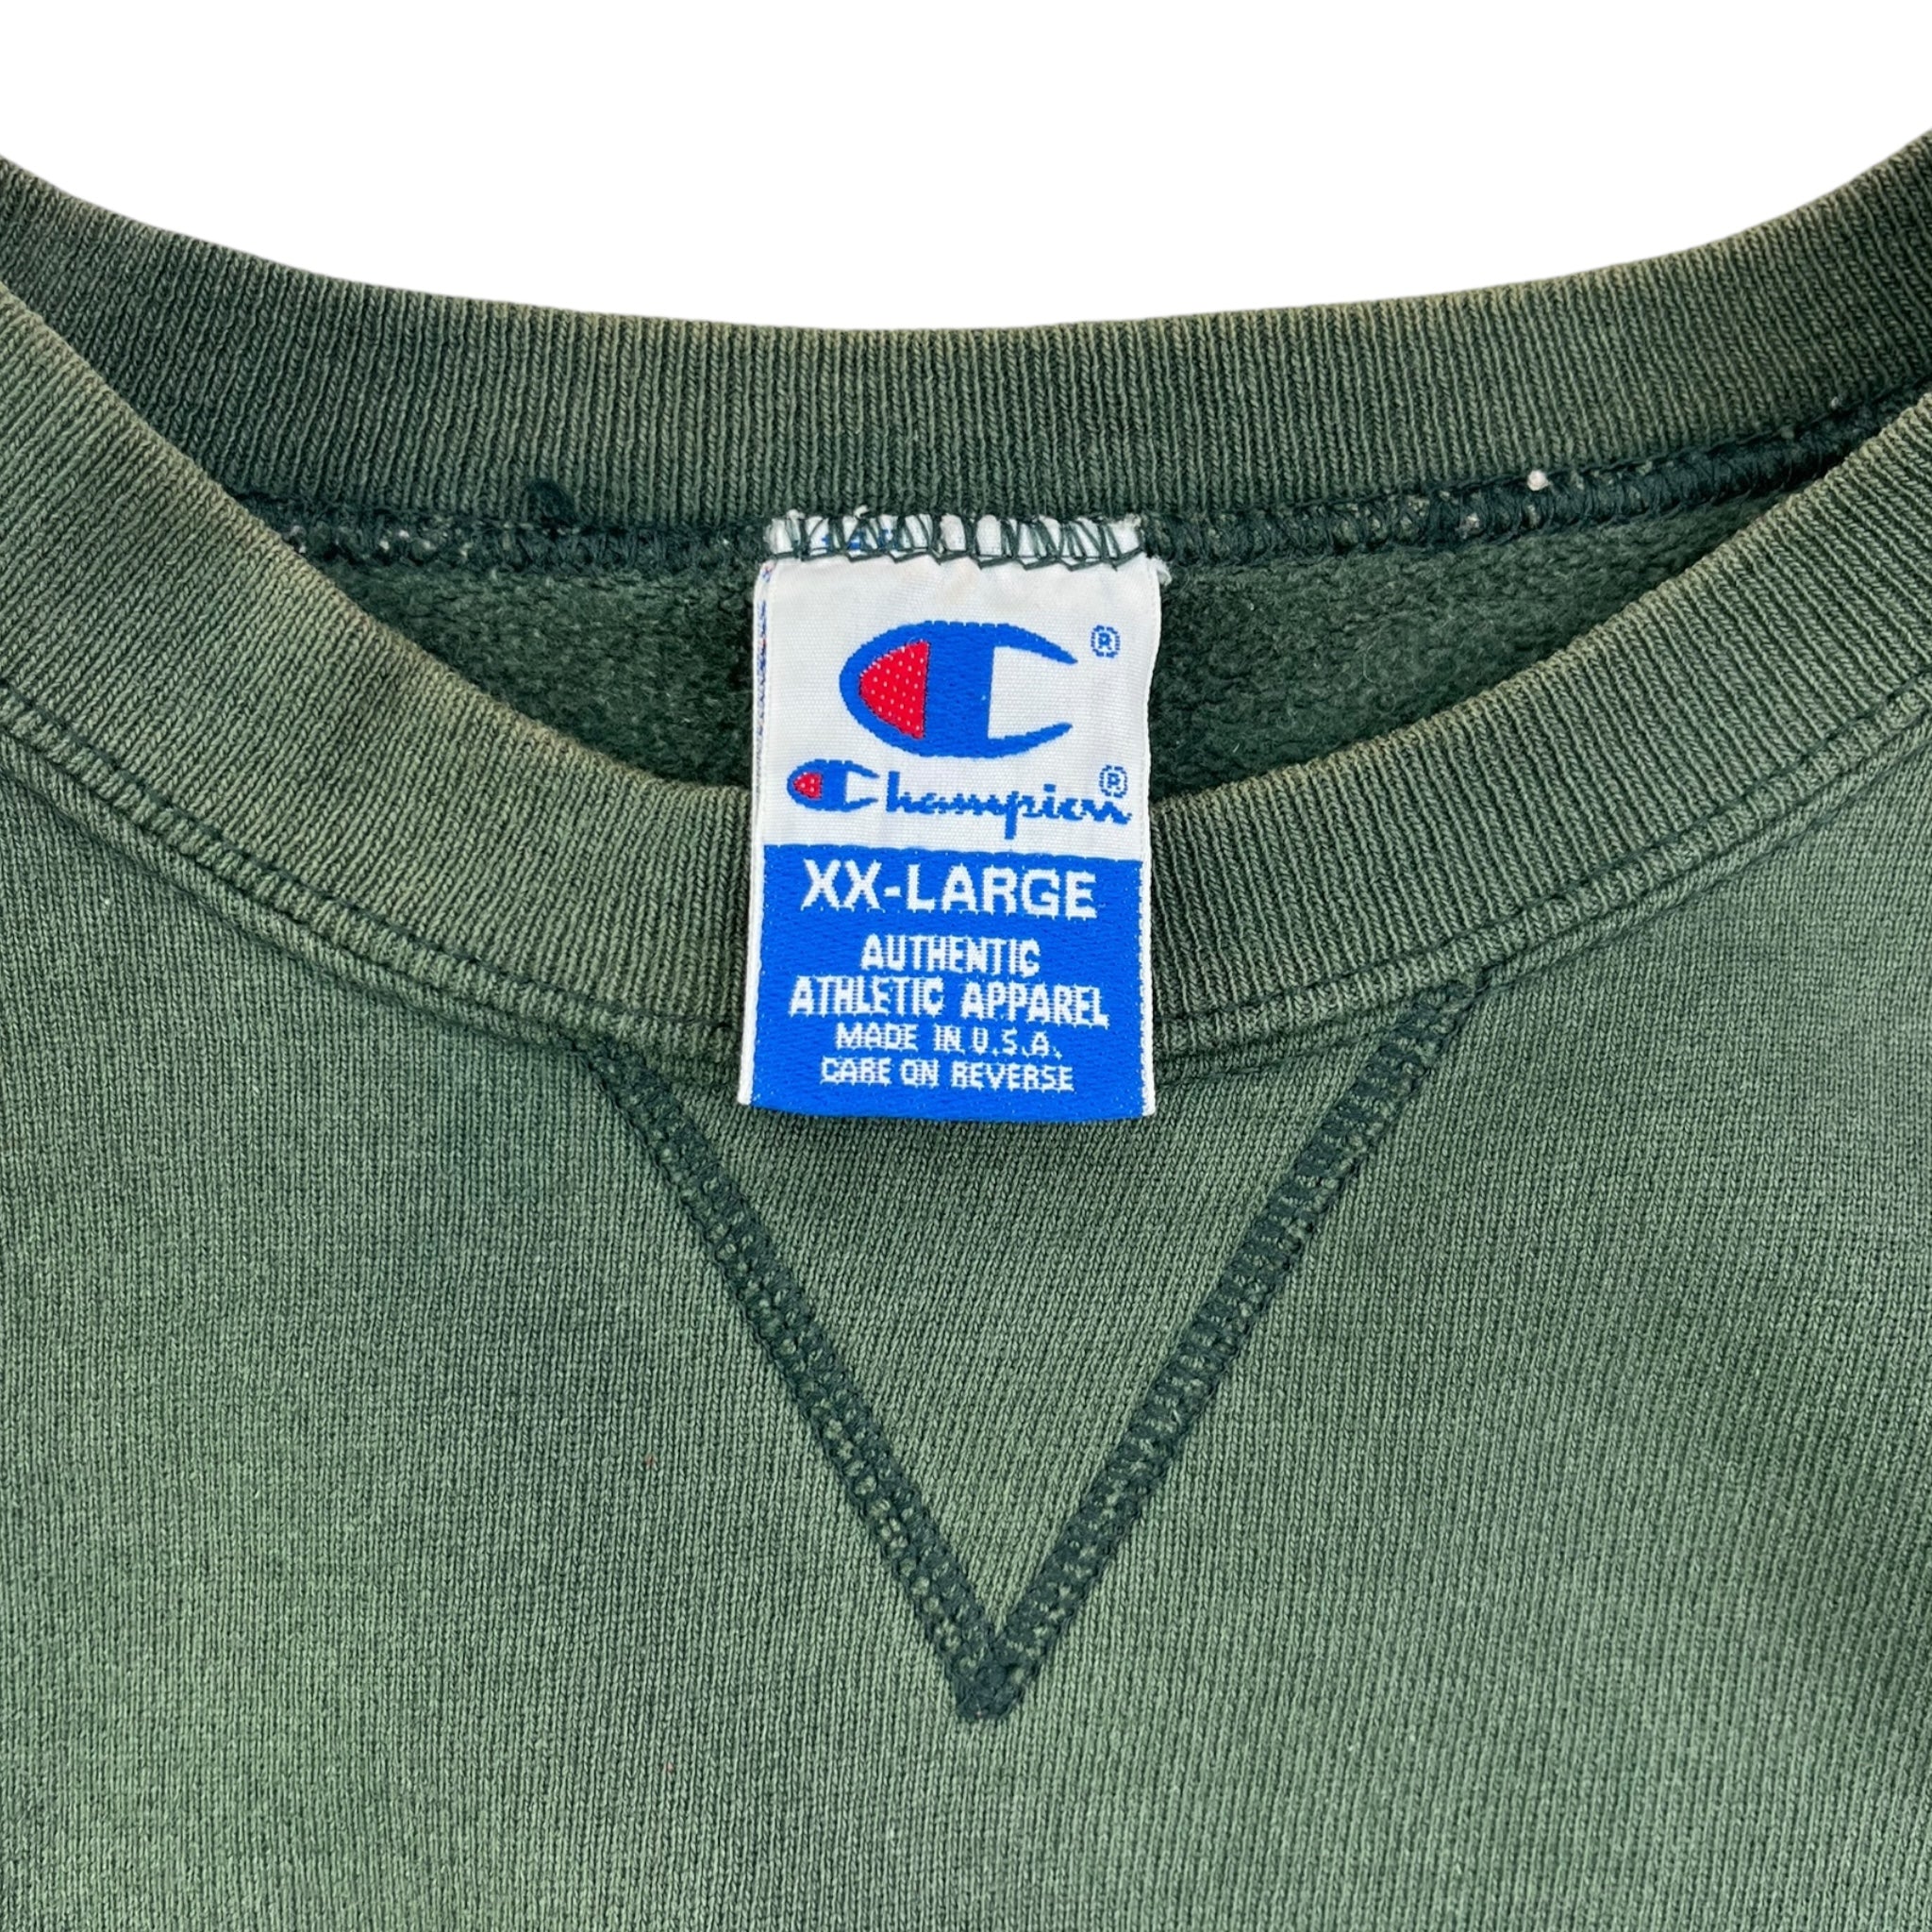 ®
Champion®
XX-LARGE
AUTHENTIC
ATHLETIC APPAREL
MADE IN U.S.A.
CARE ON REVERSE